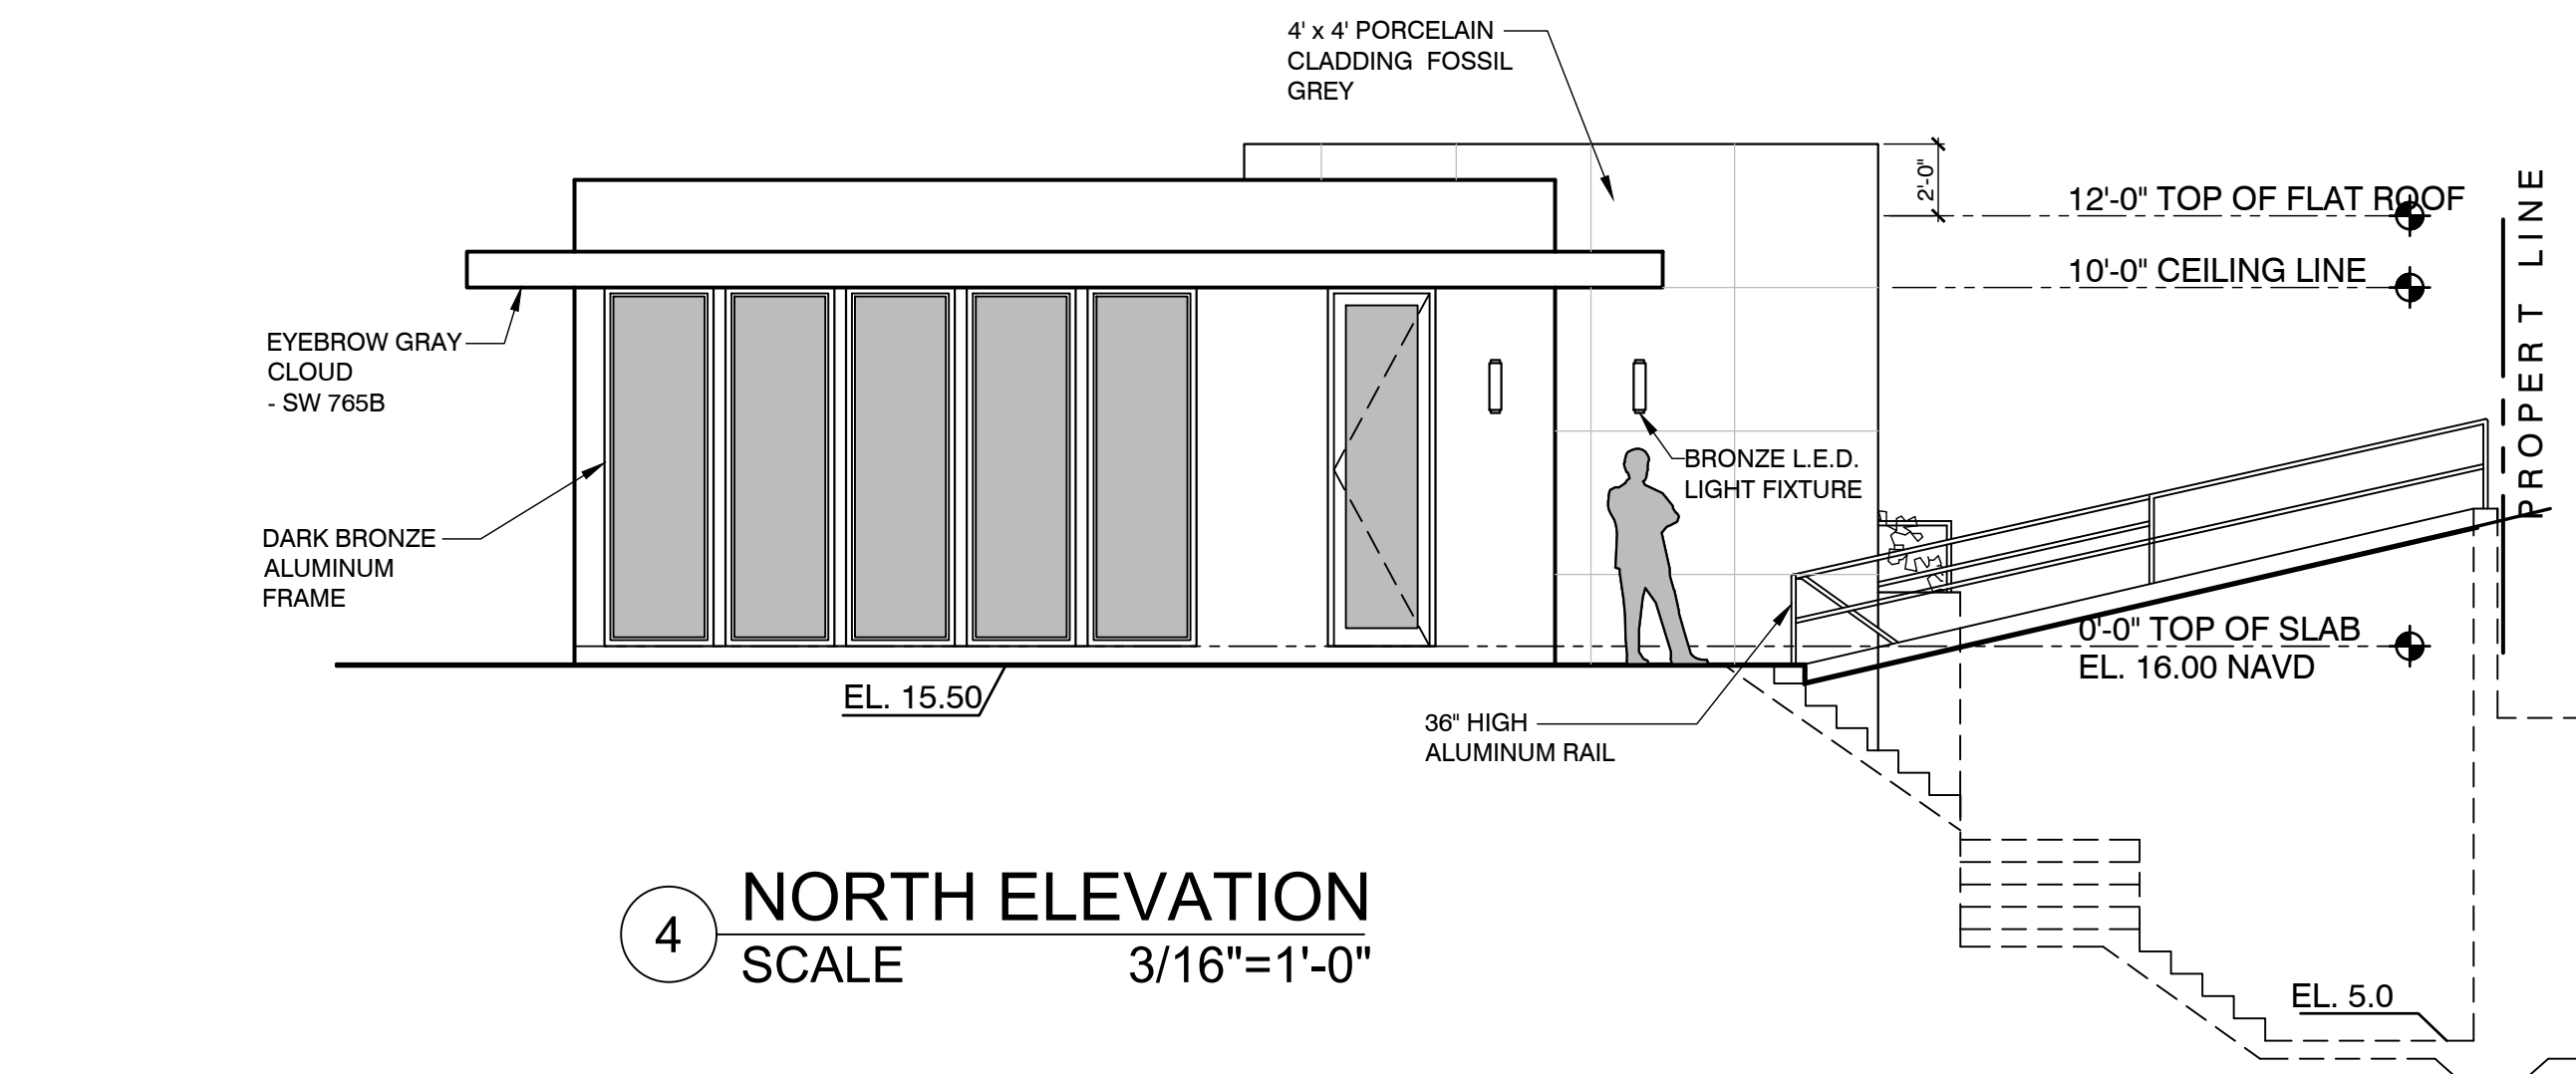 4' x 4' PORCELAIN
CLADDING  FOSSIL
GREY
2'-0"
12'-0" TOP OF FLAT ROOF
10'-0" CEILING LINE
PROPERTY LINE
EYEBROW GRAY
CLOUD
- SW 765B
BRONZE L.E.D.
LIGHT FIXTURE
DARK BRONZE
ALUMINUM
FRAME
0'-0" TOP OF SLAB
EL. 16.00 NAVD
EL. 15.50
36" HIGH
ALUMINUM RAIL
4
NORTH ELEVATION
SCALE 3/16"=1'-0"
EL. 5.0